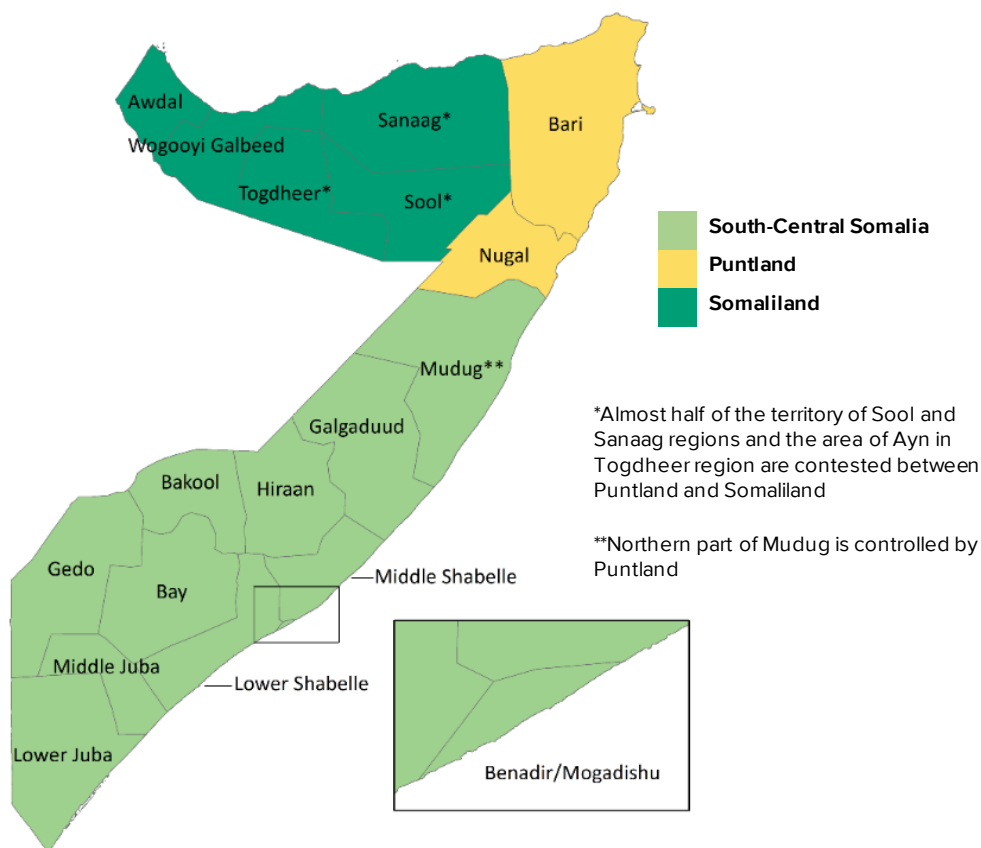 Awdal
Sanaag*
Bari
Wogooyi Galbeed
Togdheer*
Sool*
Nugal
South-Central Somalia
Puntland
Somaliland
Mudug**
Galgaduud
*Almost half of the territory of Sool and
Sanaag regions and the area of Ayn in
Togdheer region are contested between
Puntland and Somaliland
Bakool
Hiraan
**Northern part of Mudug is controlled by
Puntland
Gedo
Bay
Middle Shabelle
Middle Juba
Lower Shabelle
Lower Juba
Benadir/Mogadishu